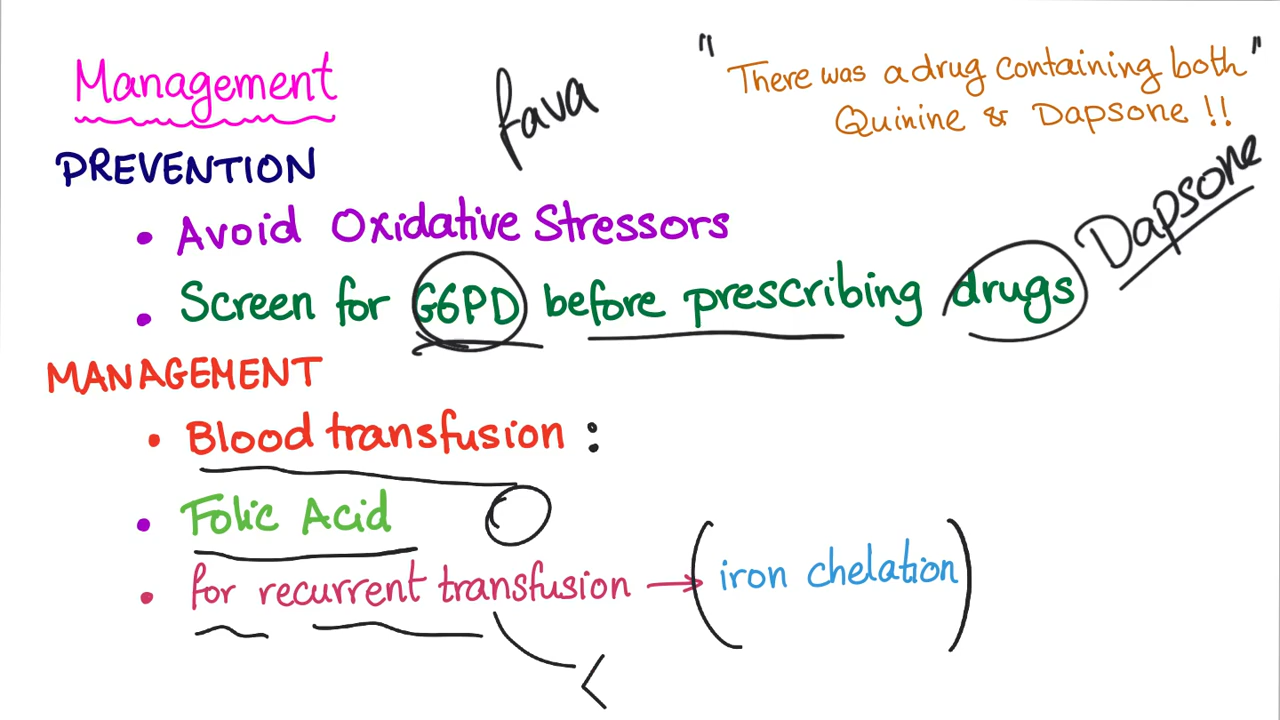 Management
fava
" There was a drug containing both "
Quinine & Dapsone !!
PREVENTION
• Avoid Oxidative Stressors
Dapsone
• Screen for G6PD before prescribing drugs
MANAGEMENT
• Blood transfusion :
• Folic Acid
• for recurrent transfusion → (iron chelation)